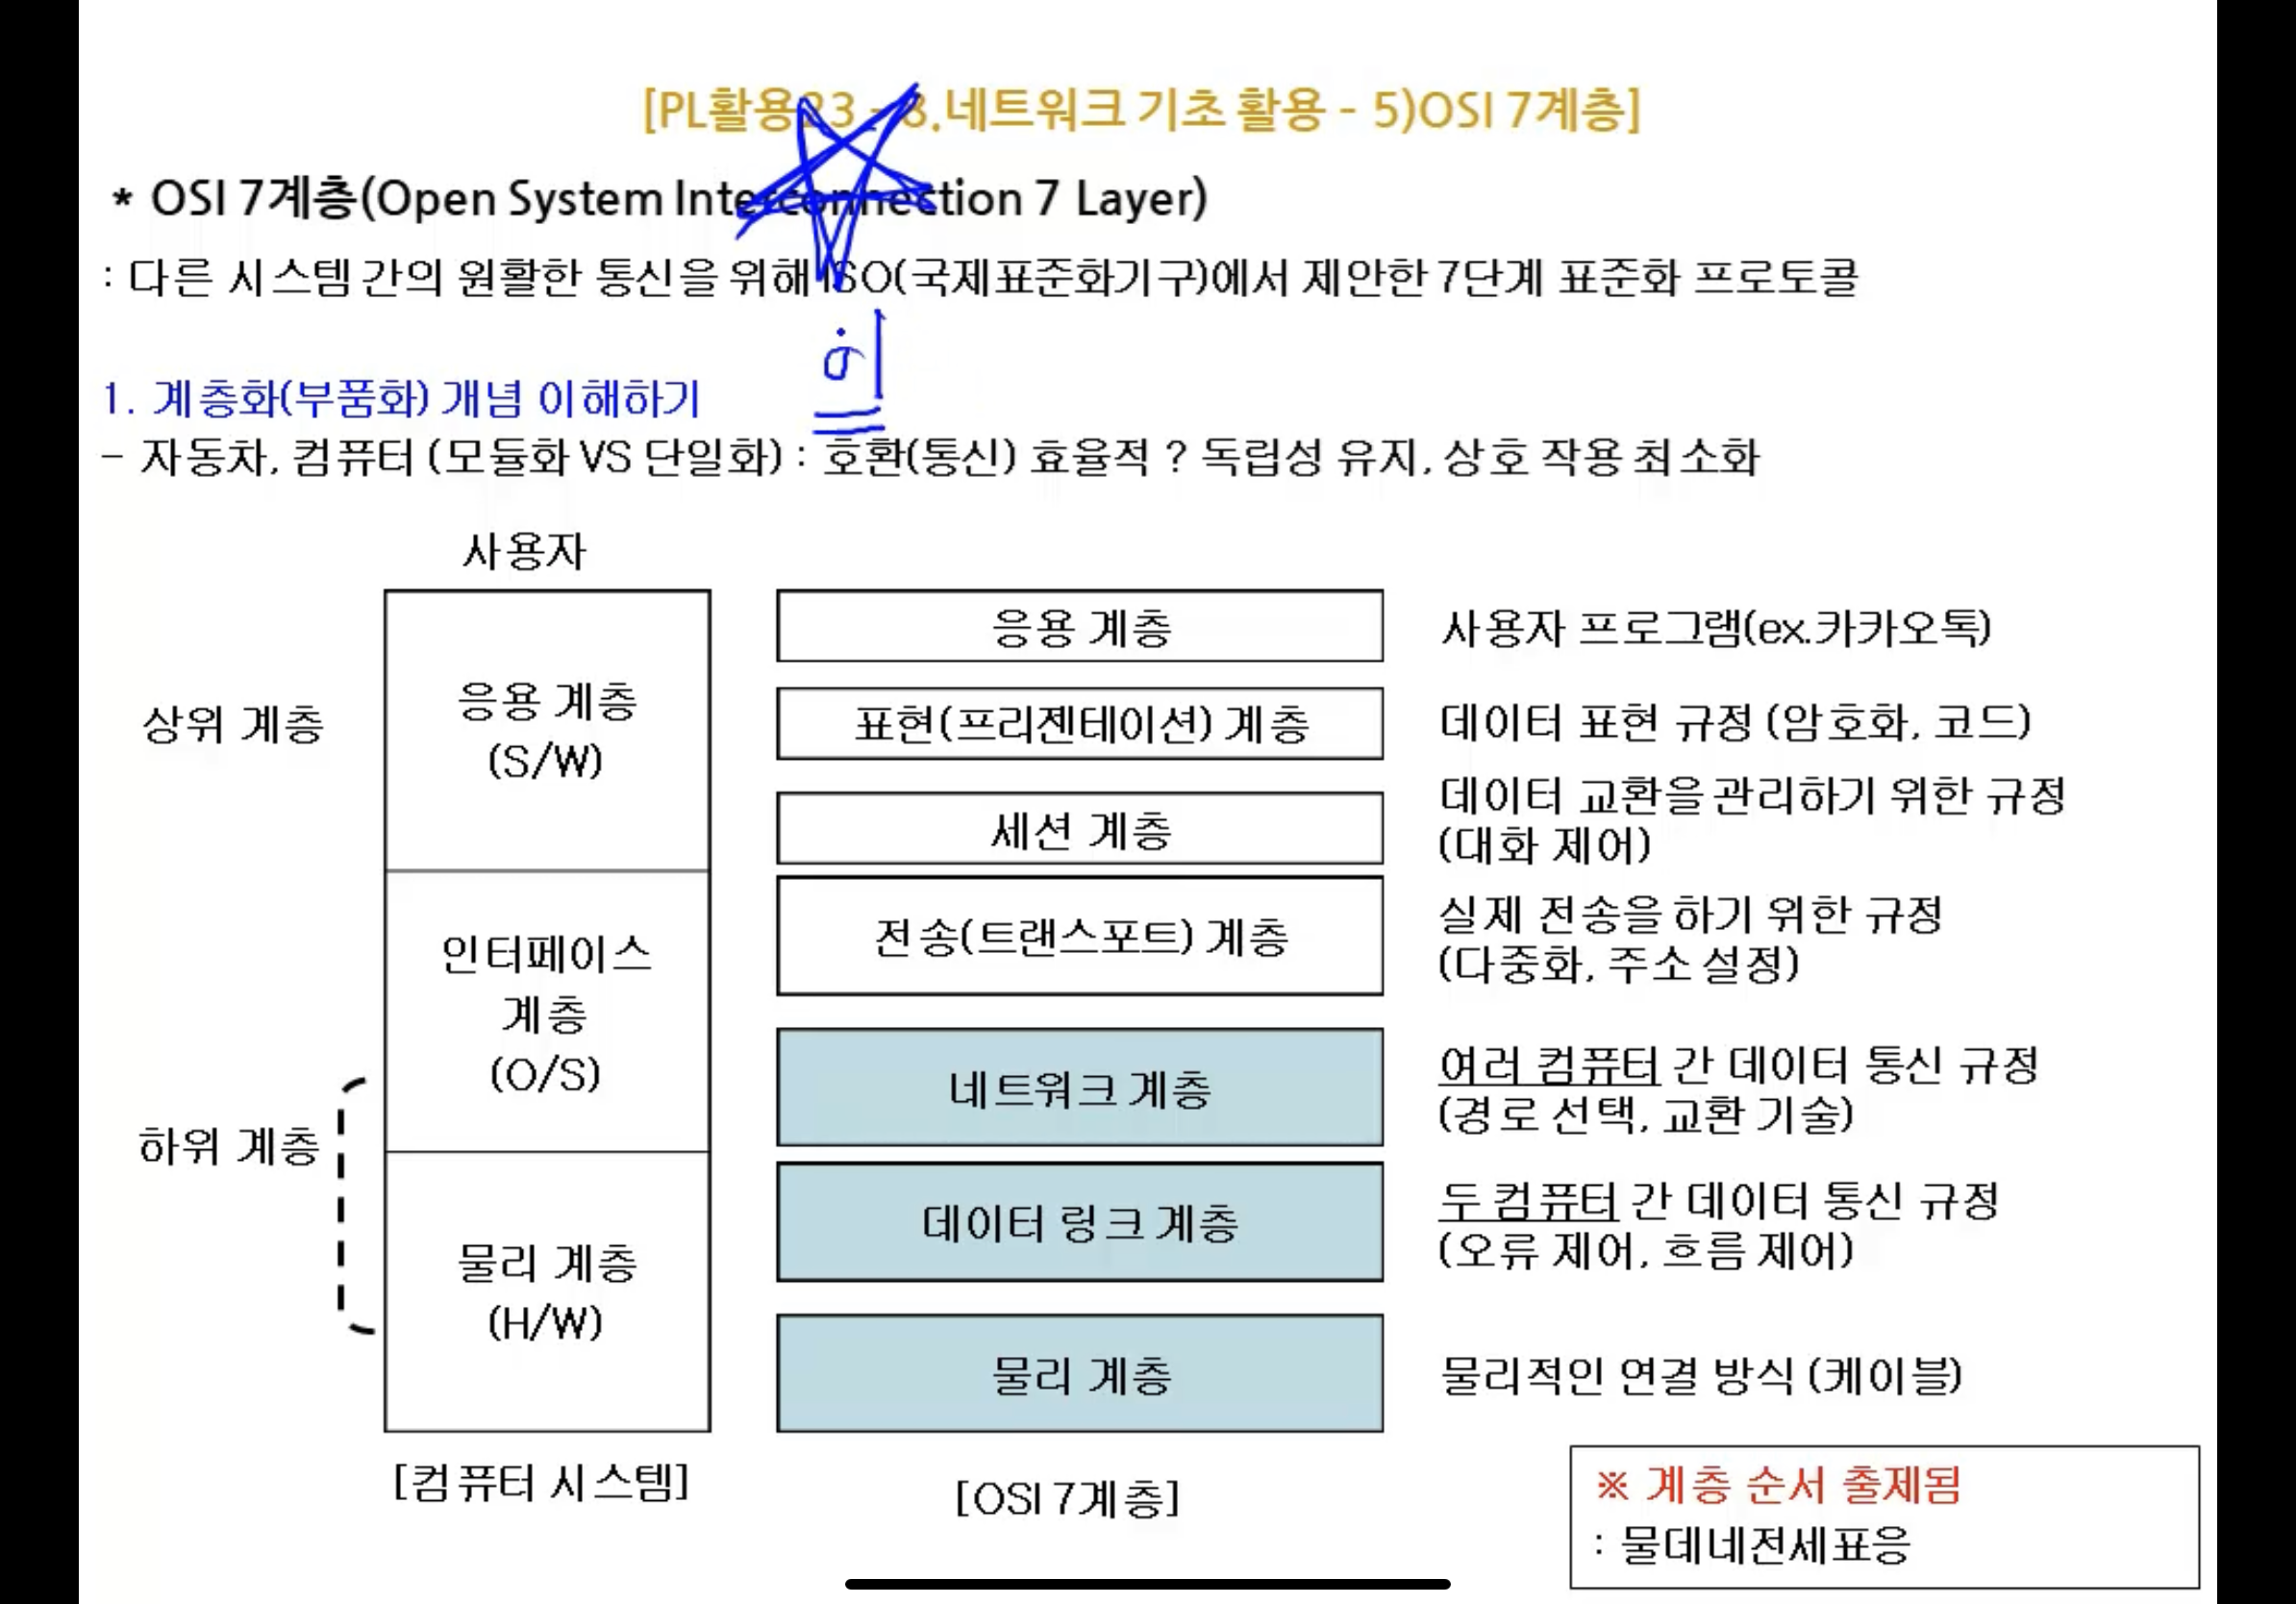 [PL활용23 - 8.네트워크 기초 활용 - 5)OSI 7계층]
* OSI 7계층(Open System Interconnection 7 Layer)
: 다른 시스템 간의 원활한 통신을 위해 ISO(국제표준화기구)에서 제안한 7단계 표준화 프로토콜
1. 계층화(부품화) 개념 이해하기
- 자동차, 컴퓨터 (모듈화 VS 단일화) : 호환(통신) 효율적 ? 독립성 유지, 상호 작용 최소화
사용자
상위 계층
하위 계층
응용 계층
(S/W)
인터페이스
계층
(O/S)
물리 계층
(H/W)
[컴퓨터 시스템]
응용 계층
사용자 프로그램(ex.카카오톡)
표현(프리젠테이션) 계층
데이터 표현 규정 (암호화, 코드)
세션 계층
데이터 교환을 관리하기 위한 규정
(대화 제어)
전송(트랜스포트) 계층
실제 전송을 하기 위한 규정
(다중화, 주소 설정)
네트워크 계층
여러 컴퓨터 간 데이터 통신 규정
(경로 선택, 교환 기술)
데이터 링크 계층
두 컴퓨터 간 데이터 통신 규정
(오류 제어, 흐름 제어)
물리 계층
물리적인 연결 방식 (케이블)
[OSI 7계층]
※ 계층 순서 출제됨
: 물데네전세표응